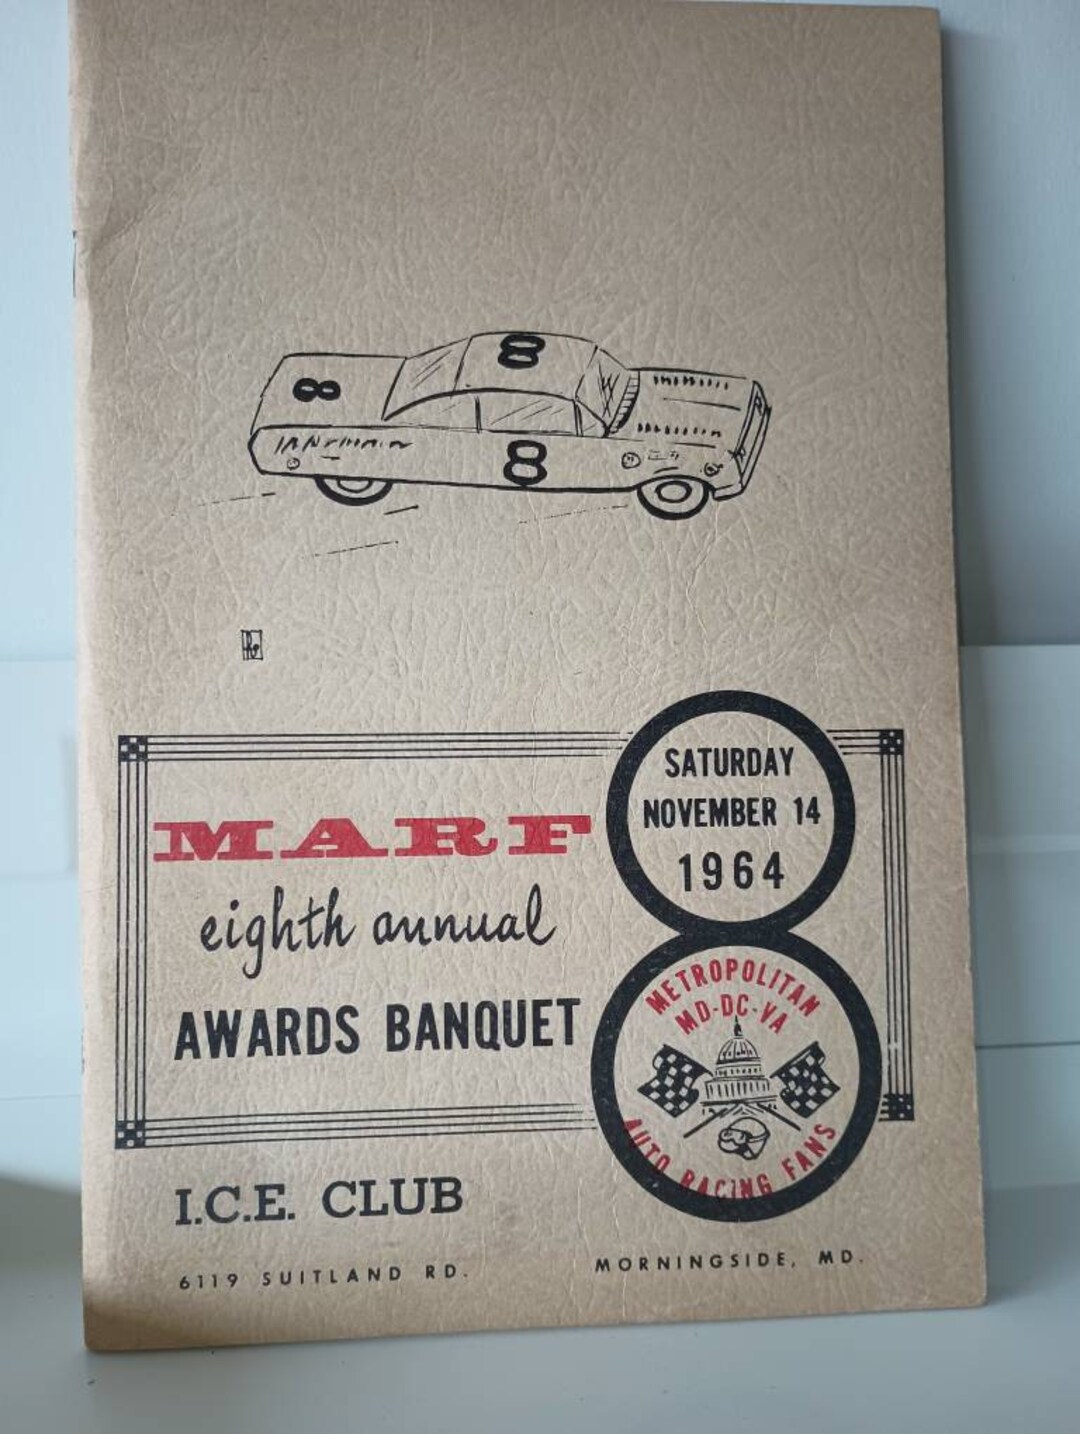 8
8
8
MARF
eighth annual
AWARDS BANQUET
SATURDAY
NOVEMBER 14
1964
METROPOLITAN
MD-DC-VA
AUTO RACING FANS
I.C.E. CLUB
6119 SUITLAND RD.
MORNINGSIDE, MD.